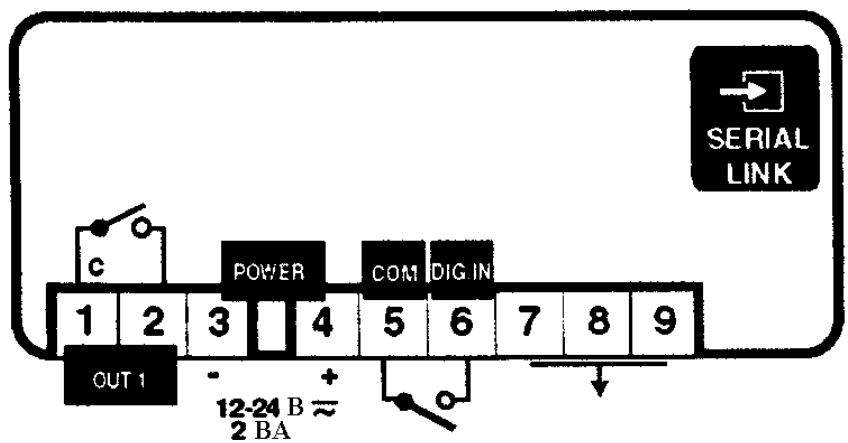 SERIAL
LINK
C
POWER
COM
DIG.IN
1 2 3 4 5 6 7 8 9
OUT 1
- +
12-24 В ≂
2 ВА